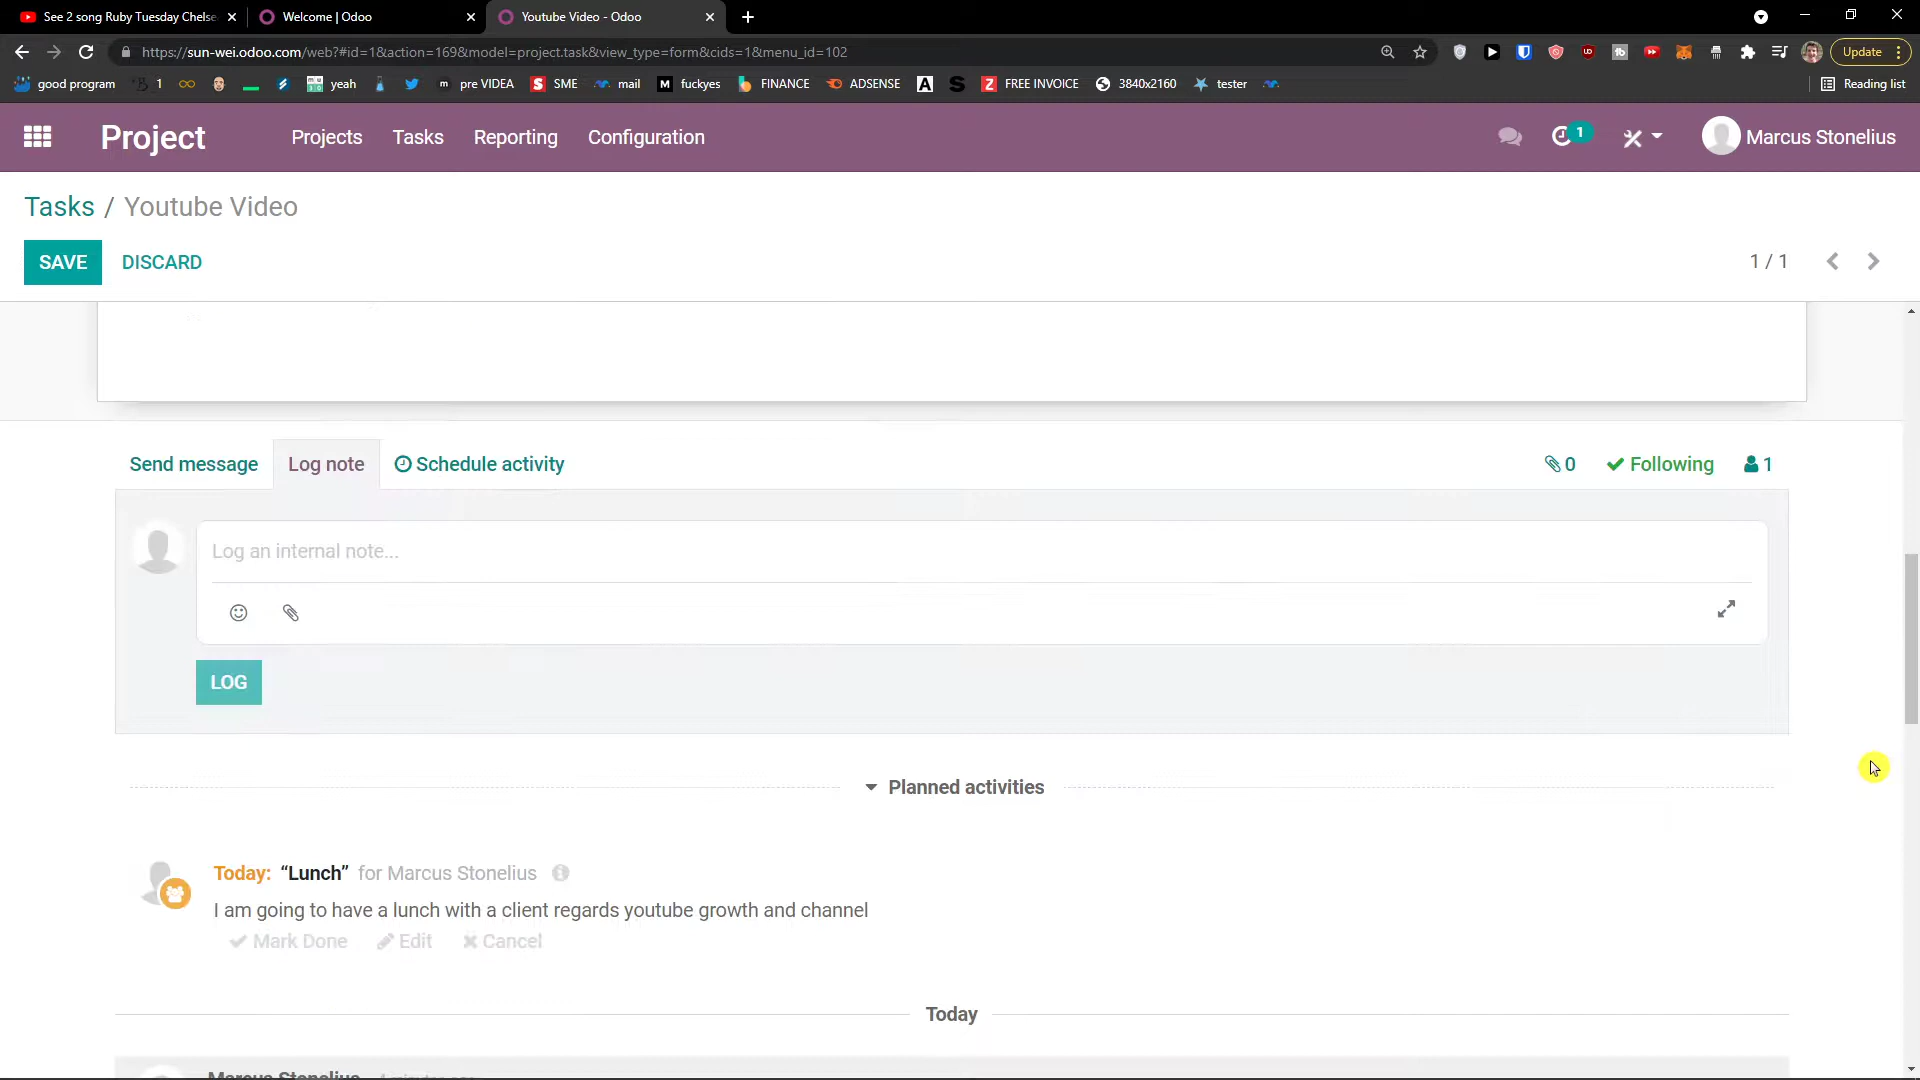 See 2 song Ruby Tuesday Chelse
Welcome | Odoo
Youtube Video - Odoo
https://sun-wei.odoo.com/web?#id=1&action=169&model=project.task&view_type=form&cids=1&menu_id=102
Update
good program
1
yeah
pre VIDEA
SME
mail
fuckyes
FINANCE
ADSENSE
FREE INVOICE
3840x2160
tester
Reading list
Project
Projects
Tasks
Reporting
Configuration
1
Marcus Stonelius
Tasks / Youtube Video
SAVE
DISCARD
1 / 1
Send message
Log note
Schedule activity
0
Following
1
Log an internal note...
LOG
Planned activities
Today: “Lunch” for Marcus Stonelius
I am going to have a lunch with a client regards youtube growth and channel
Mark Done
Edit
Cancel
Today
Marcus Stonelius